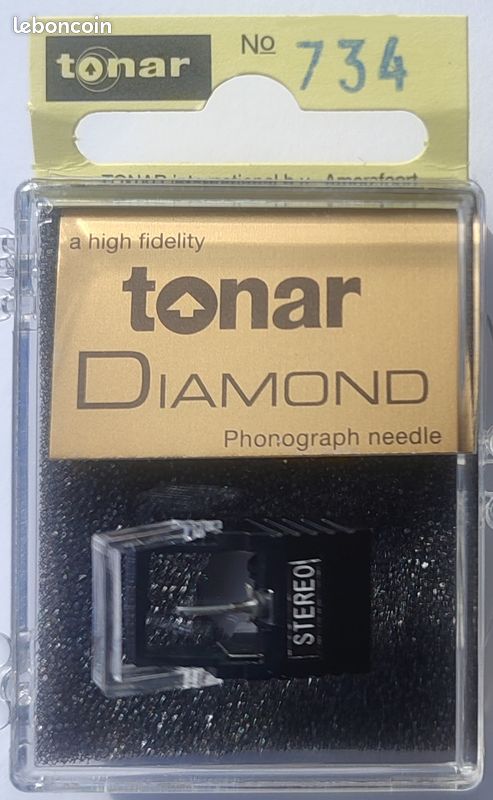 leboncoin
tonar
No 734
TONAR international b.v. Amersfoort
a high fidelity
tonar
DIAMOND
Phonograph needle
STEREO